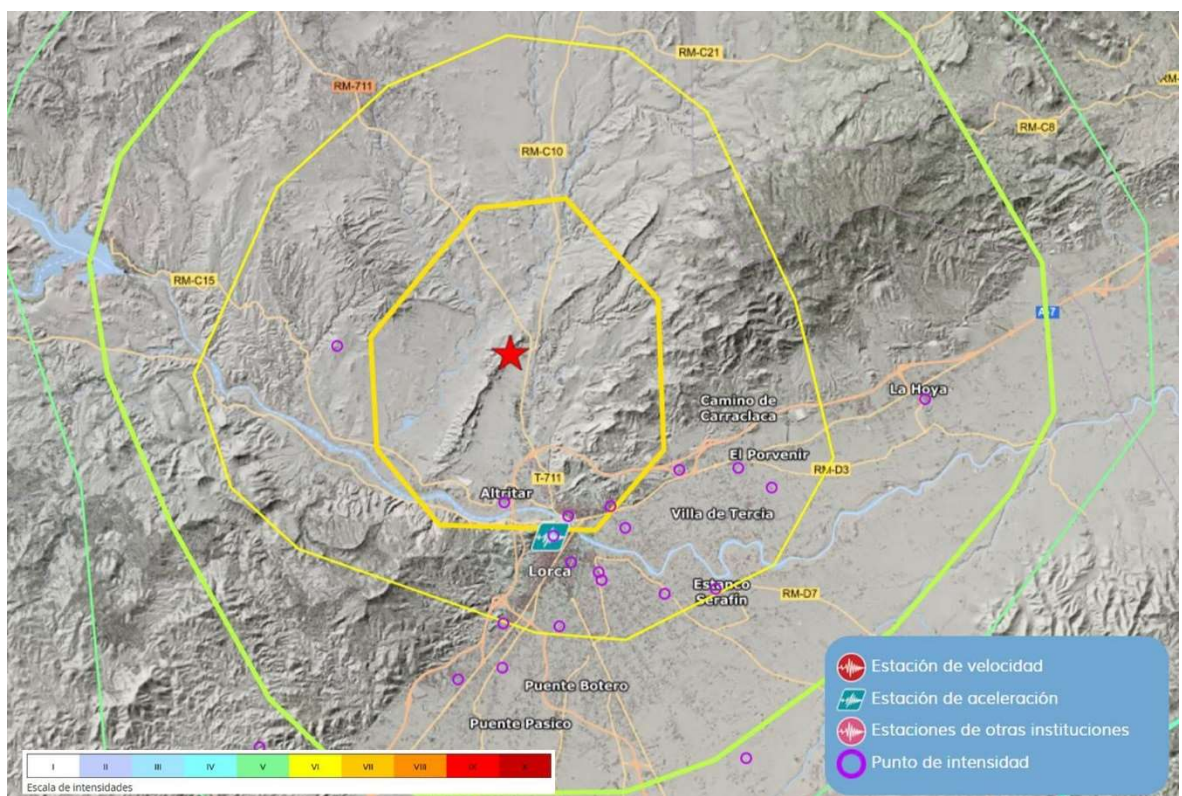 RM-C21
RM-711
RM-C8
RM-C10
RM-C15
A-7
La Hoya
Camino de
Carraclaca
El Porvenir
RM-D3
T-711
Altritar
Villa de Tercia
Lorca
Estanco
Serafín
RM-D7
Puente Botero
Puente Pasico
Estación de velocidad
Estación de aceleración
Estaciones de otras instituciones
Punto de intensidad
I II III IV V VI VII VIII IX X
Escala de intensidades